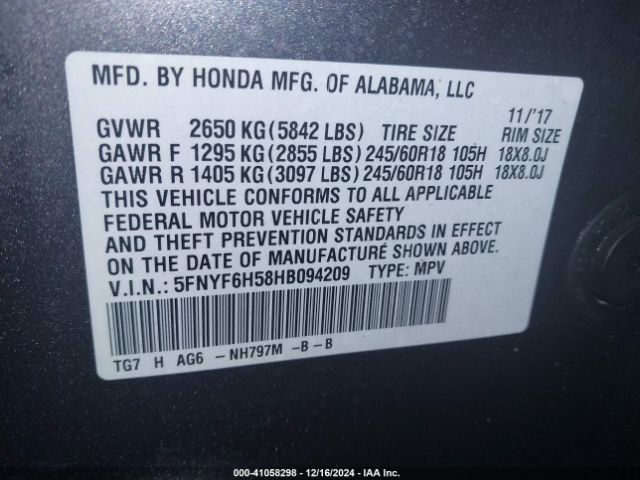 MFD. BY HONDA MFG. OF ALABAMA, LLC
11/'17
GVWR 2650 KG (5842 LBS) TIRE SIZE RIM SIZE
GAWR F 1295 KG (2855 LBS) 245/60R18 105H 18X8.0J
GAWR R 1405 KG (3097 LBS) 245/60R18 105H 18X8.0J
THIS VEHICLE CONFORMS TO ALL APPLICABLE
FEDERAL MOTOR VEHICLE SAFETY
AND THEFT PREVENTION STANDARDS IN EFFECT
ON THE DATE OF MANUFACTURE SHOWN ABOVE.
V.I.N.: 5FNYF6H58HB094209 TYPE: MPV
TG7 H AG6 -NH797M -B-B
000-41058298 - 12/16/2024 - IAA Inc.